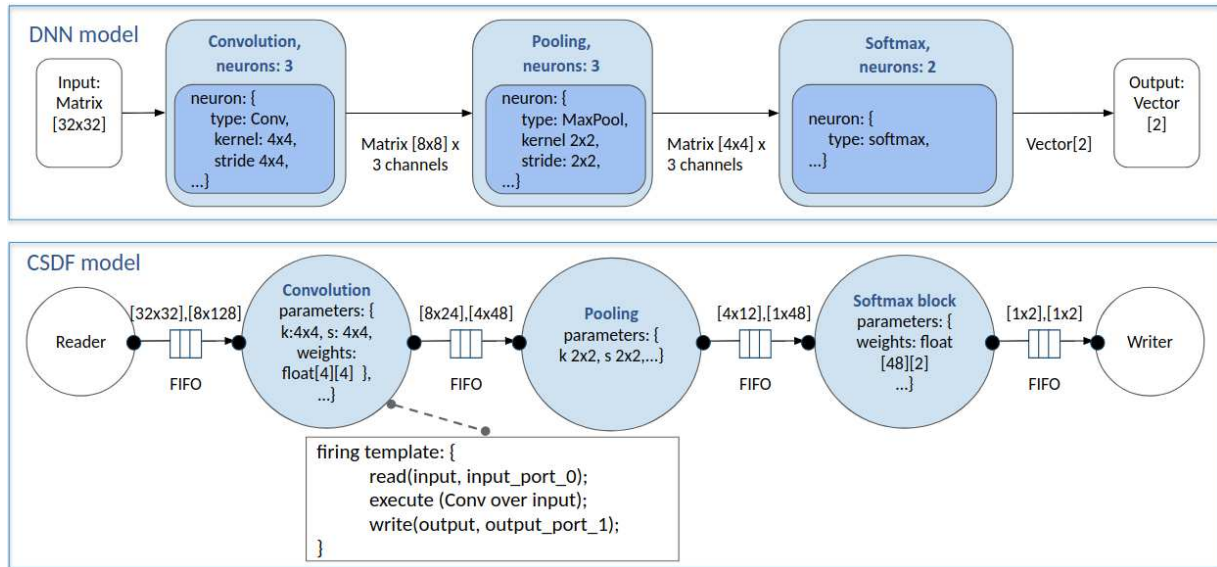 DNN model
Input:
Matrix
[32x32]
Convolution,
neurons: 3
neuron: {
type: Conv,
kernel: 4x4,
stride 4x4,
...}
Matrix [8x8] x
3 channels
Pooling,
neurons: 3
neuron: {
type: MaxPool,
kernel 2x2,
stride: 2x2,
...}
Matrix [4x4] x
3 channels
Softmax,
neurons: 2
neuron: {
type: softmax,
...}
Vector[2]
Output:
Vector
[2]
CSDF model
Reader
[32x32],[8x128]
FIFO
Convolution
parameters: {
k:4x4, s: 4x4,
weights:
float[4][4] },
...}
[8x24],[4x48]
FIFO
Pooling
parameters: {
k 2x2, s 2x2,...}
[4x12],[1x48]
FIFO
Softmax block
parameters: {
weights: float
[48][2]
...}
[1x2],[1x2]
FIFO
Writer
firing template: {
read(input, input_port_0);
execute (Conv over input);
write(output, output_port_1);
}